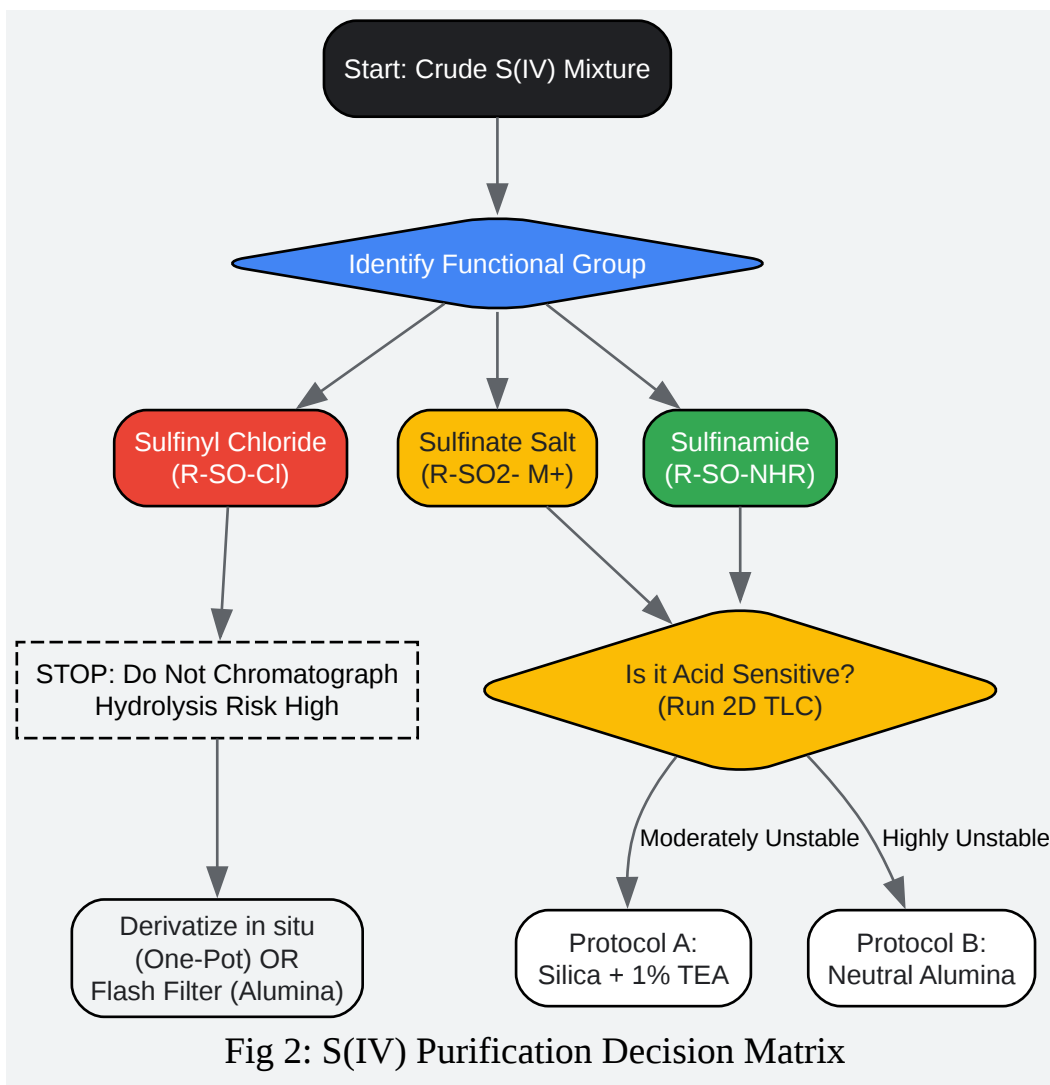 Start: Crude S(IV) Mixture
Identify Functional Group
Sulfinyl Chloride
(R-SO-Cl)
Sulfinate Salt
(R-SO2- M+)
Sulfinamide
(R-SO-NHR)
STOP: Do Not Chromatograph
Hydrolysis Risk High
Is it Acid Sensitive?
(Run 2D TLC)
Moderately Unstable
Highly Unstable
Derivatize in situ
(One-Pot) OR
Flash Filter (Alumina)
Protocol A:
Silica + 1% TEA
Protocol B:
Neutral Alumina
Fig 2: S(IV) Purification Decision Matrix